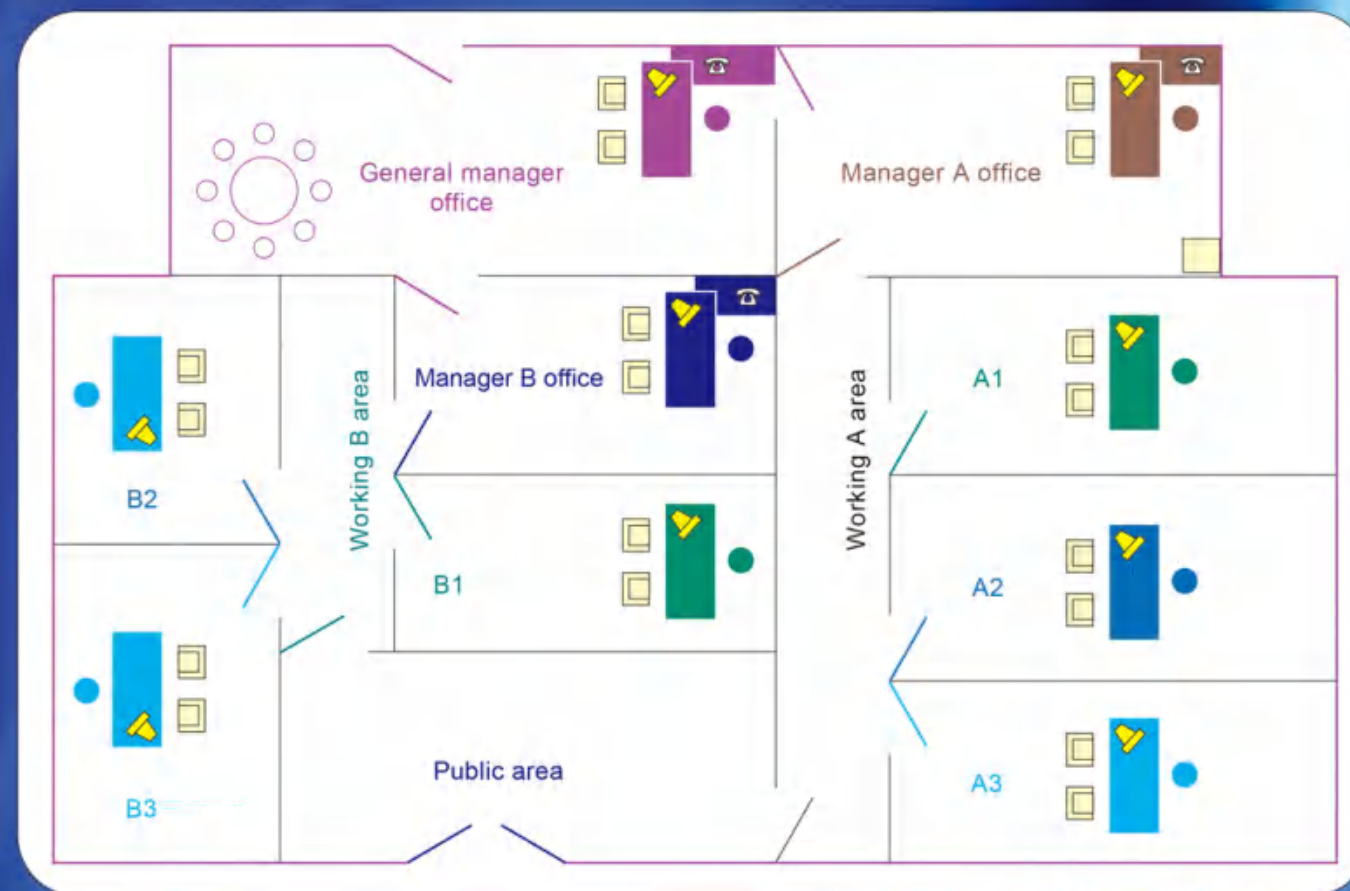 General manager
office
Manager A office
Manager B office
Working B area
Working A area
A1
B2
B1
A2
Public area
A3
B3